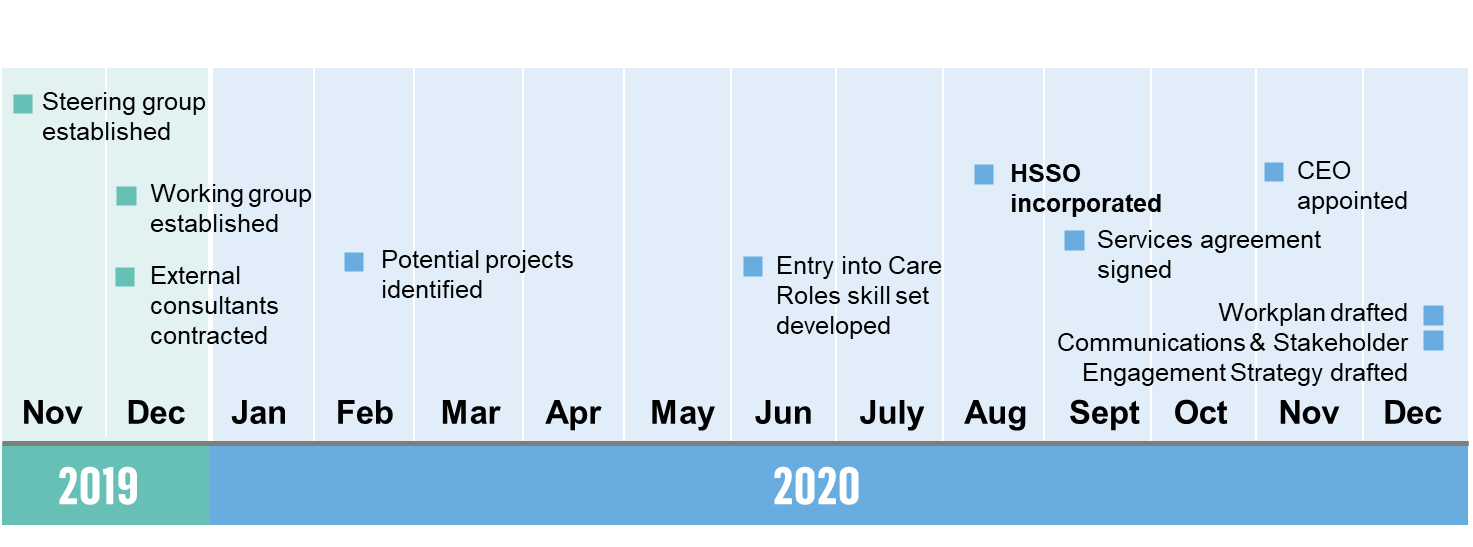 Steering group
established
Working group
established
External
consultants
contracted
Potential projects
identified
Entry into Care
Roles skill set
developed
HSSO
incorporated
Services agreement
signed
CEO
appointed
Workplan drafted
Communications & Stakeholder
Engagement Strategy drafted
Nov Dec Jan Feb Mar Apr May Jun July Aug Sept Oct Nov Dec
2019 2020